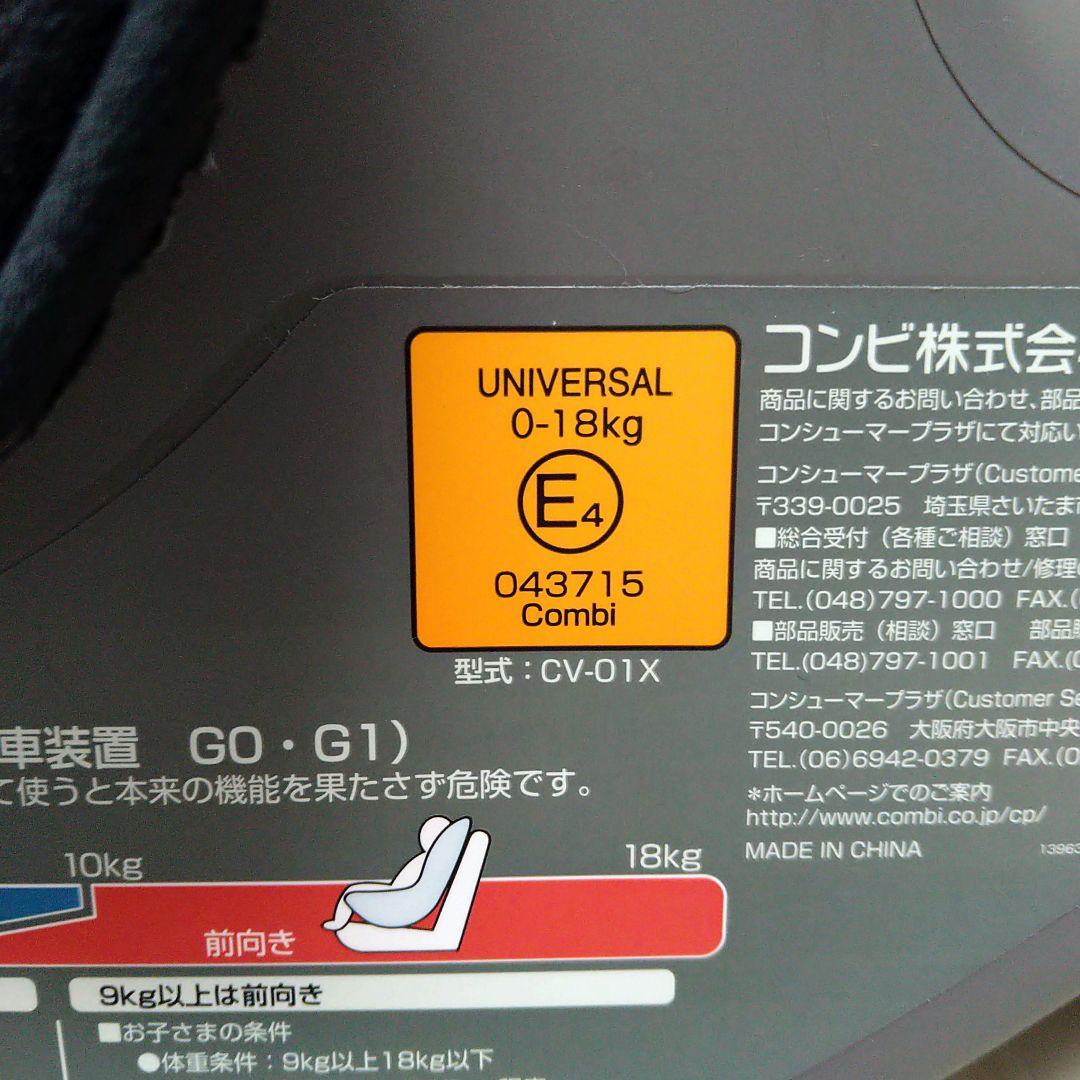 UNIVERSAL
0-18kg
E4
043715
Combi
型式：CV-01X
コンビ株式会
商品に関するお問い合わせ、部品
コンシューマープラザにて対応い
コンシューマープラザ(Custome
〒339-0025 埼玉県さいたま市
■総合受付（各種ご相談）窓口
商品に関するお問い合わせ/修理
TEL.(048)797-1000 FAX.(
■部品販売（相談）窓口 部品
TEL.(048)797-1001 FAX.(0
コンシューマープラザ(Customer Se
〒540-0026 大阪府大阪市中央
TEL.(06)6942-0379 FAX.(0
*ホームページでのご案内
http://www.combi.co.jp/cp/
MADE IN CHINA 13963
車装置 G0・G1)
て使うと本来の機能を果たさず危険です。
10kg
18kg
前向き
9kg以上は前向き
■お子さまの条件
●体重条件：9kg以上18kg以下